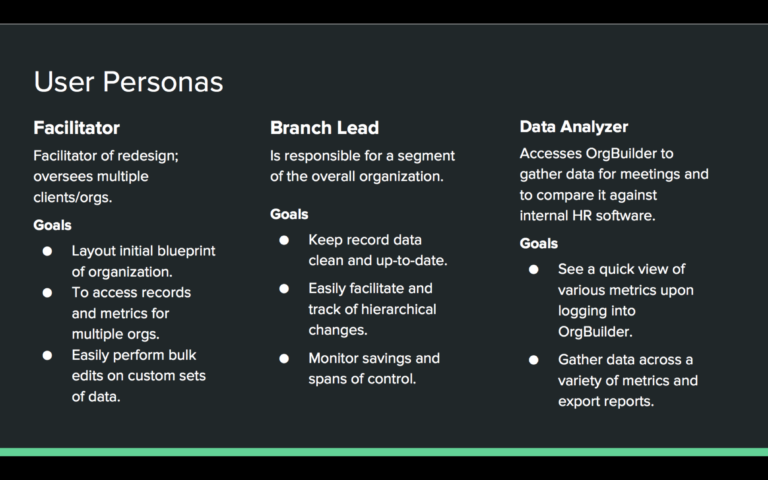 User Personas
Facilitator
Facilitator of redesign;
oversees multiple
clients/orgs.
Goals
● Layout initial blueprint
of organization.
● To access records
and metrics for
multiple orgs.
● Easily perform bulk
edits on custom sets
of data.
Branch Lead
Is responsible for a segment
of the overall organization.
Goals
● Keep record data
clean and up-to-date.
● Easily facilitate and
track of hierarchical
changes.
● Monitor savings and
spans of control.
Data Analyzer
Accesses OrgBuilder to
gather data for meetings and
to compare it against
internal HR software.
Goals
● See a quick view of
various metrics upon
logging into
OrgBuilder.
● Gather data across a
variety of metrics and
export reports.